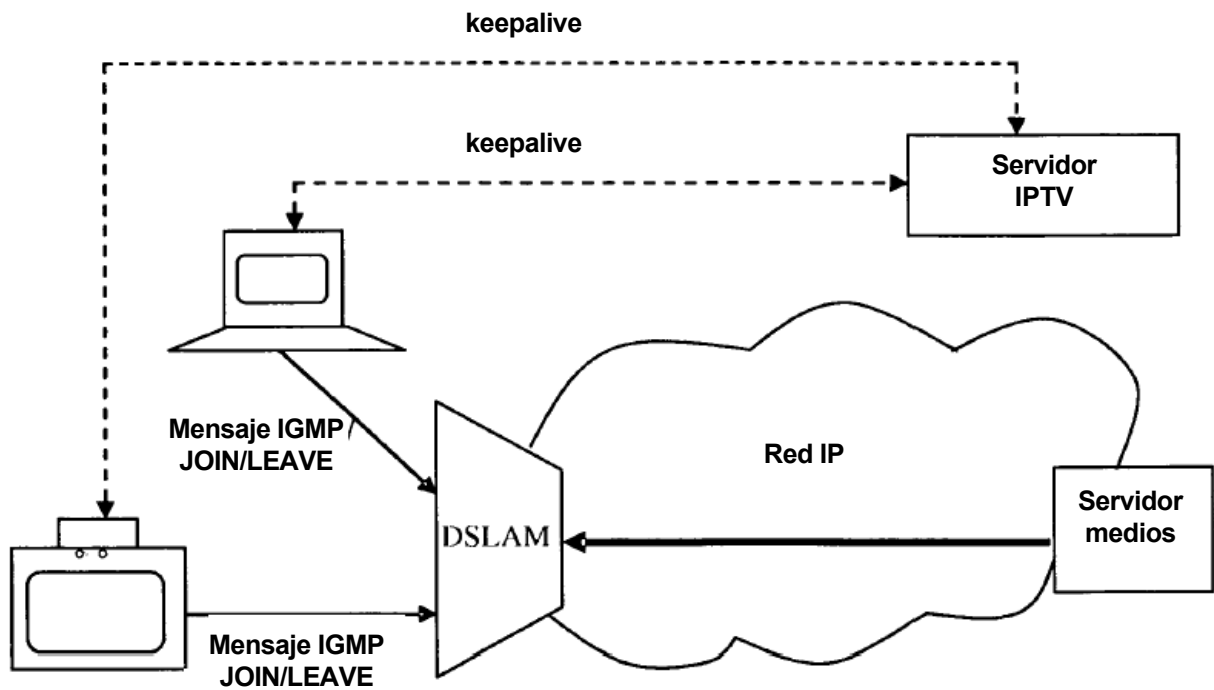 keepalive
keepalive
Servidor
IPTV
Mensaje IGMP
JOIN/LEAVE
Red IP
DSLAM
Servidor
medios
Mensaje IGMP
JOIN/LEAVE